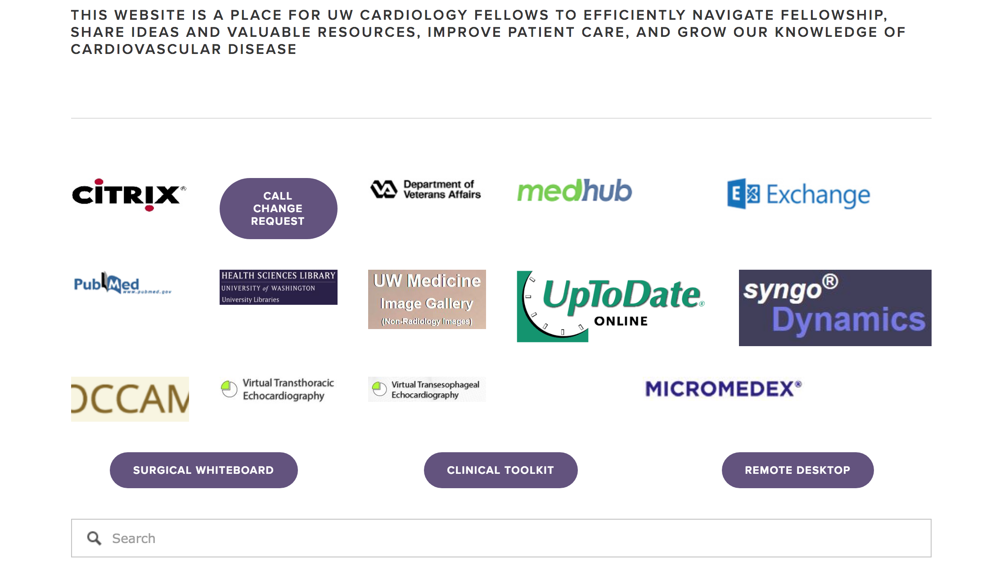 THIS WEBSITE IS A PLACE FOR UW CARDIOLOGY FELLOWS TO EFFICIENTLY NAVIGATE FELLOWSHIP,
SHARE IDEAS AND VALUABLE RESOURCES, IMPROVE PATIENT CARE, AND GROW OUR KNOWLEDGE OF
CARDIOVASCULAR DISEASE
CiTRIX®
CALL
CHANGE
REQUEST
VA
Department of
Veterans Affairs
medhub
E Exchange
PubMed
www.pubmed.gov
HEALTH SCIENCES LIBRARY
UNIVERSITY of WASHINGTON
University Libraries
UW Medicine
Image Gallery
(Non-Radiology Images)
UpToDate®
ONLINE
syngo®
Dynamics
OCCAM
Virtual Transthoracic
Echocardiography
Virtual Transesophageal
Echocardiography
MICROMEDEX®
SURGICAL WHITEBOARD
CLINICAL TOOLKIT
REMOTE DESKTOP
Search